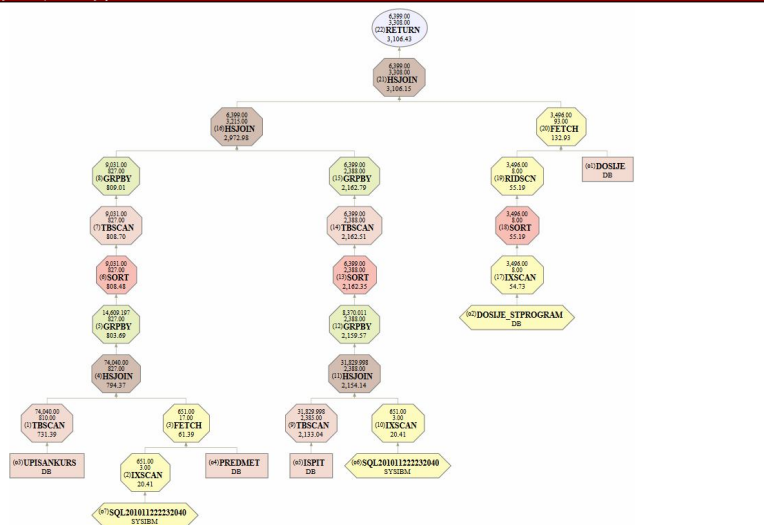 6,399.00
3,308.00
(22)RETURN
3,106.43
6,399.00
3,308.00
(21)HSJOIN
3,106.15
6,399.00
3,215.00
(16)HSJOIN
2,972.98
3,496.00
93.00
(20)FETCH
132.93
9,031.00
827.00
(8)GRPBY
809.01
6,399.00
2,388.00
(15)GRPBY
2,162.79
3,496.00
8.00
(19)RIDSCN
55.19
(o1)DOSIJE
DB
9,031.00
827.00
(7)TBSCAN
808.70
6,399.00
2,388.00
(14)TBSCAN
2,162.51
3,496.00
8.00
(18)SORT
55.19
9,031.00
827.00
(6)SORT
808.48
6,399.00
2,388.00
(13)SORT
2,162.35
3,496.00
8.00
(17)IXSCAN
54.73
14,609.197
827.00
(5)GRPBY
803.69
8,370.011
2,388.00
(12)GRPBY
2,159.57
(o2)DOSIJE_STPROGRAM
DB
74,040.00
827.00
(4)HSJOIN
794.37
31,829.998
2,388.00
(11)HSJOIN
2,154.14
74,040.00
810.00
(1)TBSCAN
731.39
651.00
17.00
(3)FETCH
61.39
31,829.998
2,385.00
(9)TBSCAN
2,133.04
651.00
3.00
(10)IXSCAN
20.41
(o3)UPISANKURS
DB
651.00
3.00
(2)IXSCAN
20.41
(o4)PREDMET
DB
(o5)ISPIT
DB
(o6)SQL201011222232040
SYSIBM
(o7)SQL201011222232040
SYSIBM